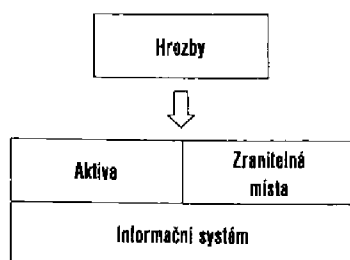 Hrozby
Aktiva Zranitelná
místa
Informační systém